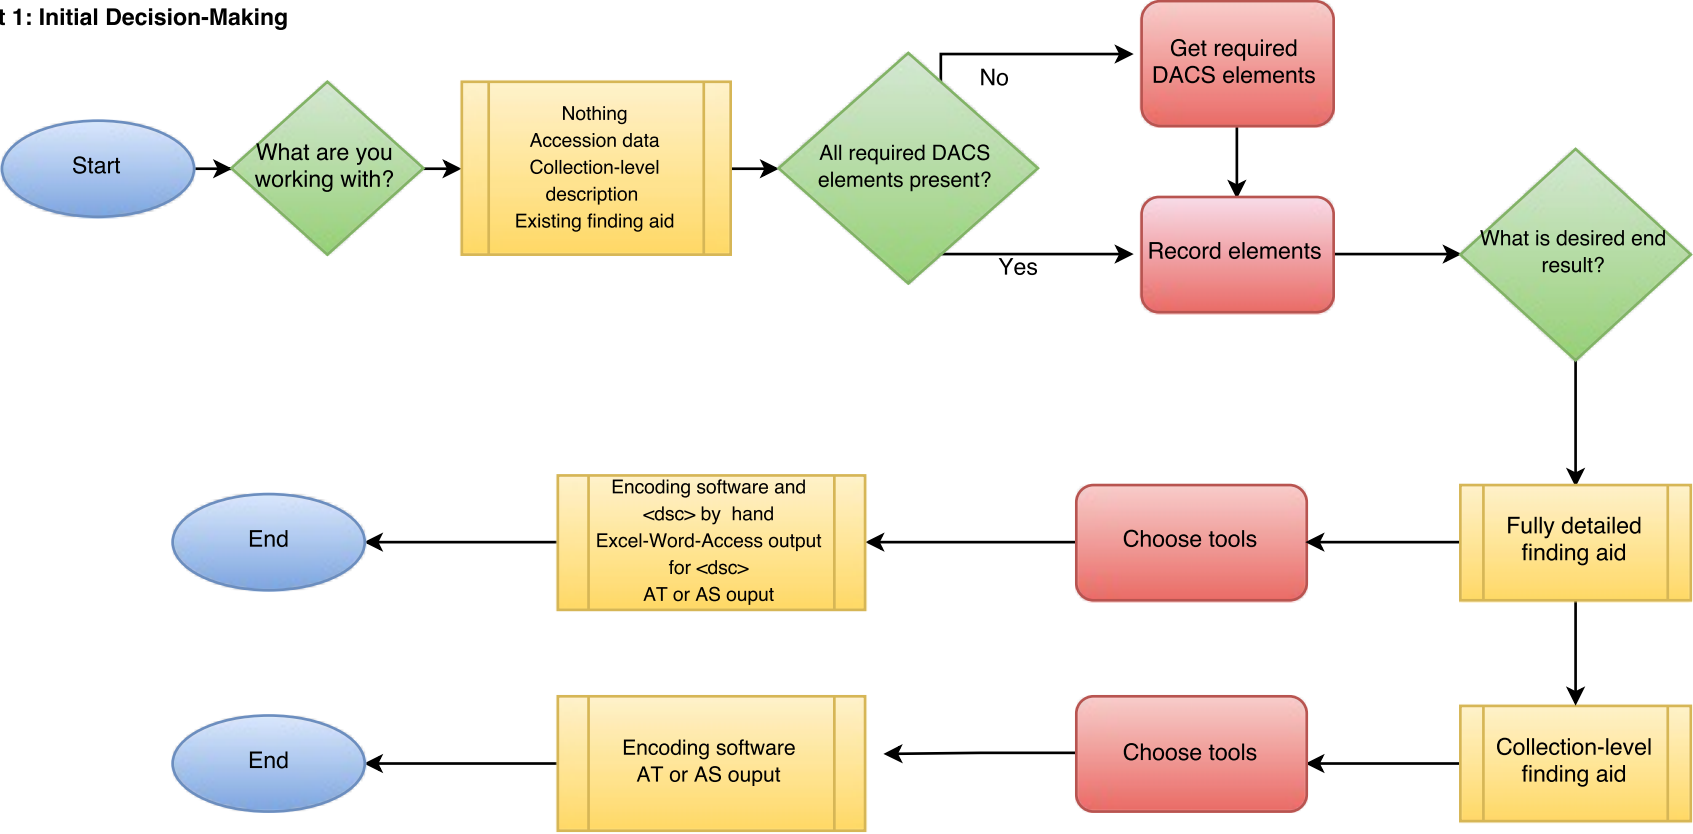 t 1: Initial Decision-Making
Start
What are you
working with?
Nothing
Accession data
Collection-level
description
Existing finding aid
All required DACS
elements present?
No
Yes
Get required
DACS elements
Record elements
What is desired end
result?
Fully detailed
finding aid
Choose tools
Encoding software and
<dsc> by hand
Excel-Word-Access output
for <dsc>
AT or AS ouput
End
Collection-level
finding aid
Choose tools
Encoding software
AT or AS ouput
End